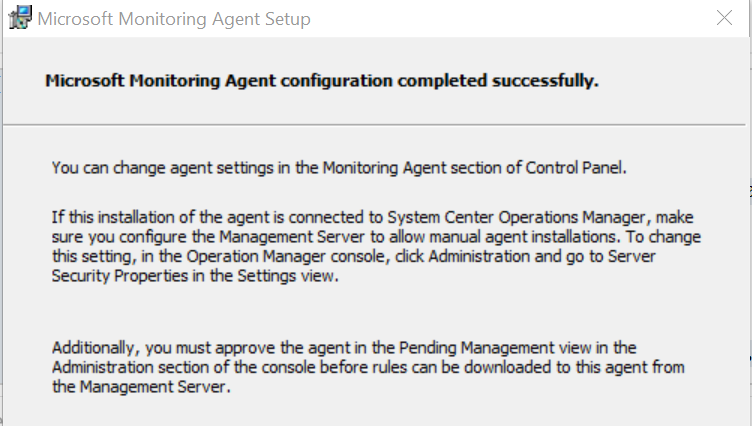 Microsoft Monitoring Agent Setup
Microsoft Monitoring Agent configuration completed successfully.
You can change agent settings in the Monitoring Agent section of Control Panel.
If this installation of the agent is connected to System Center Operations Manager, make
sure you configure the Management Server to allow manual agent installations. To change
this setting, in the Operation Manager console, click Administration and go to Server
Security Properties in the Settings view.
Additionally, you must approve the agent in the Pending Management view in the
Administration section of the console before rules can be downloaded to this agent from
the Management Server.